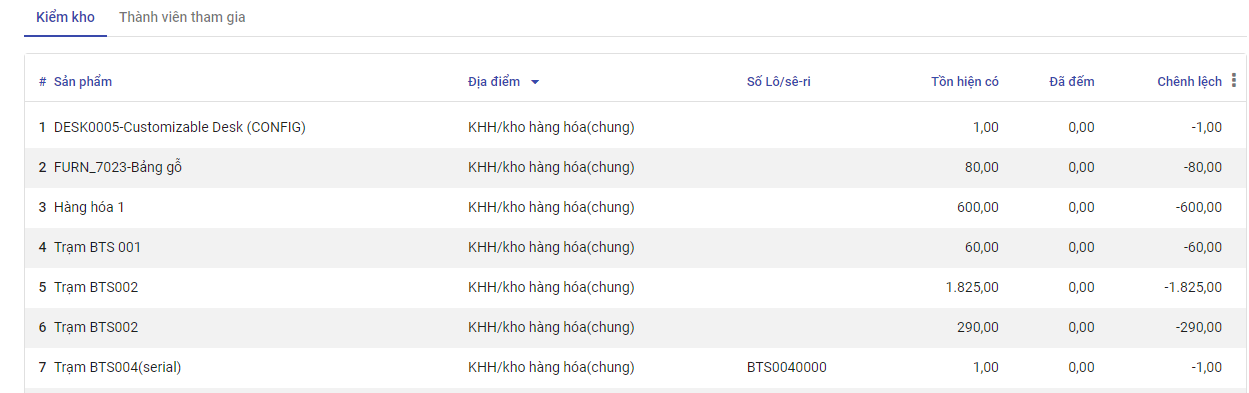 Kiểm kho Thành viên tham gia
# Sản phẩm Địa điểm Số Lô/sê-ri Tồn hiện có Đã đếm Chênh lệch
1 DESK0005-Customizable Desk (CONFIG) KHH/kho hàng hóa(chung) 1,00 0,00 -1,00
2 FURN_7023-Bảng gỗ KHH/kho hàng hóa(chung) 80,00 0,00 -80,00
3 Hàng hóa 1 KHH/kho hàng hóa(chung) 600,00 0,00 -600,00
4 Trạm BTS 001 KHH/kho hàng hóa(chung) 60,00 0,00 -60,00
5 Trạm BTS002 KHH/kho hàng hóa(chung) 1.825,00 0,00 -1.825,00
6 Trạm BTS002 KHH/kho hàng hóa(chung) 290,00 0,00 -290,00
7 Trạm BTS004(serial) KHH/kho hàng hóa(chung) BTS0040000 1,00 0,00 -1,00